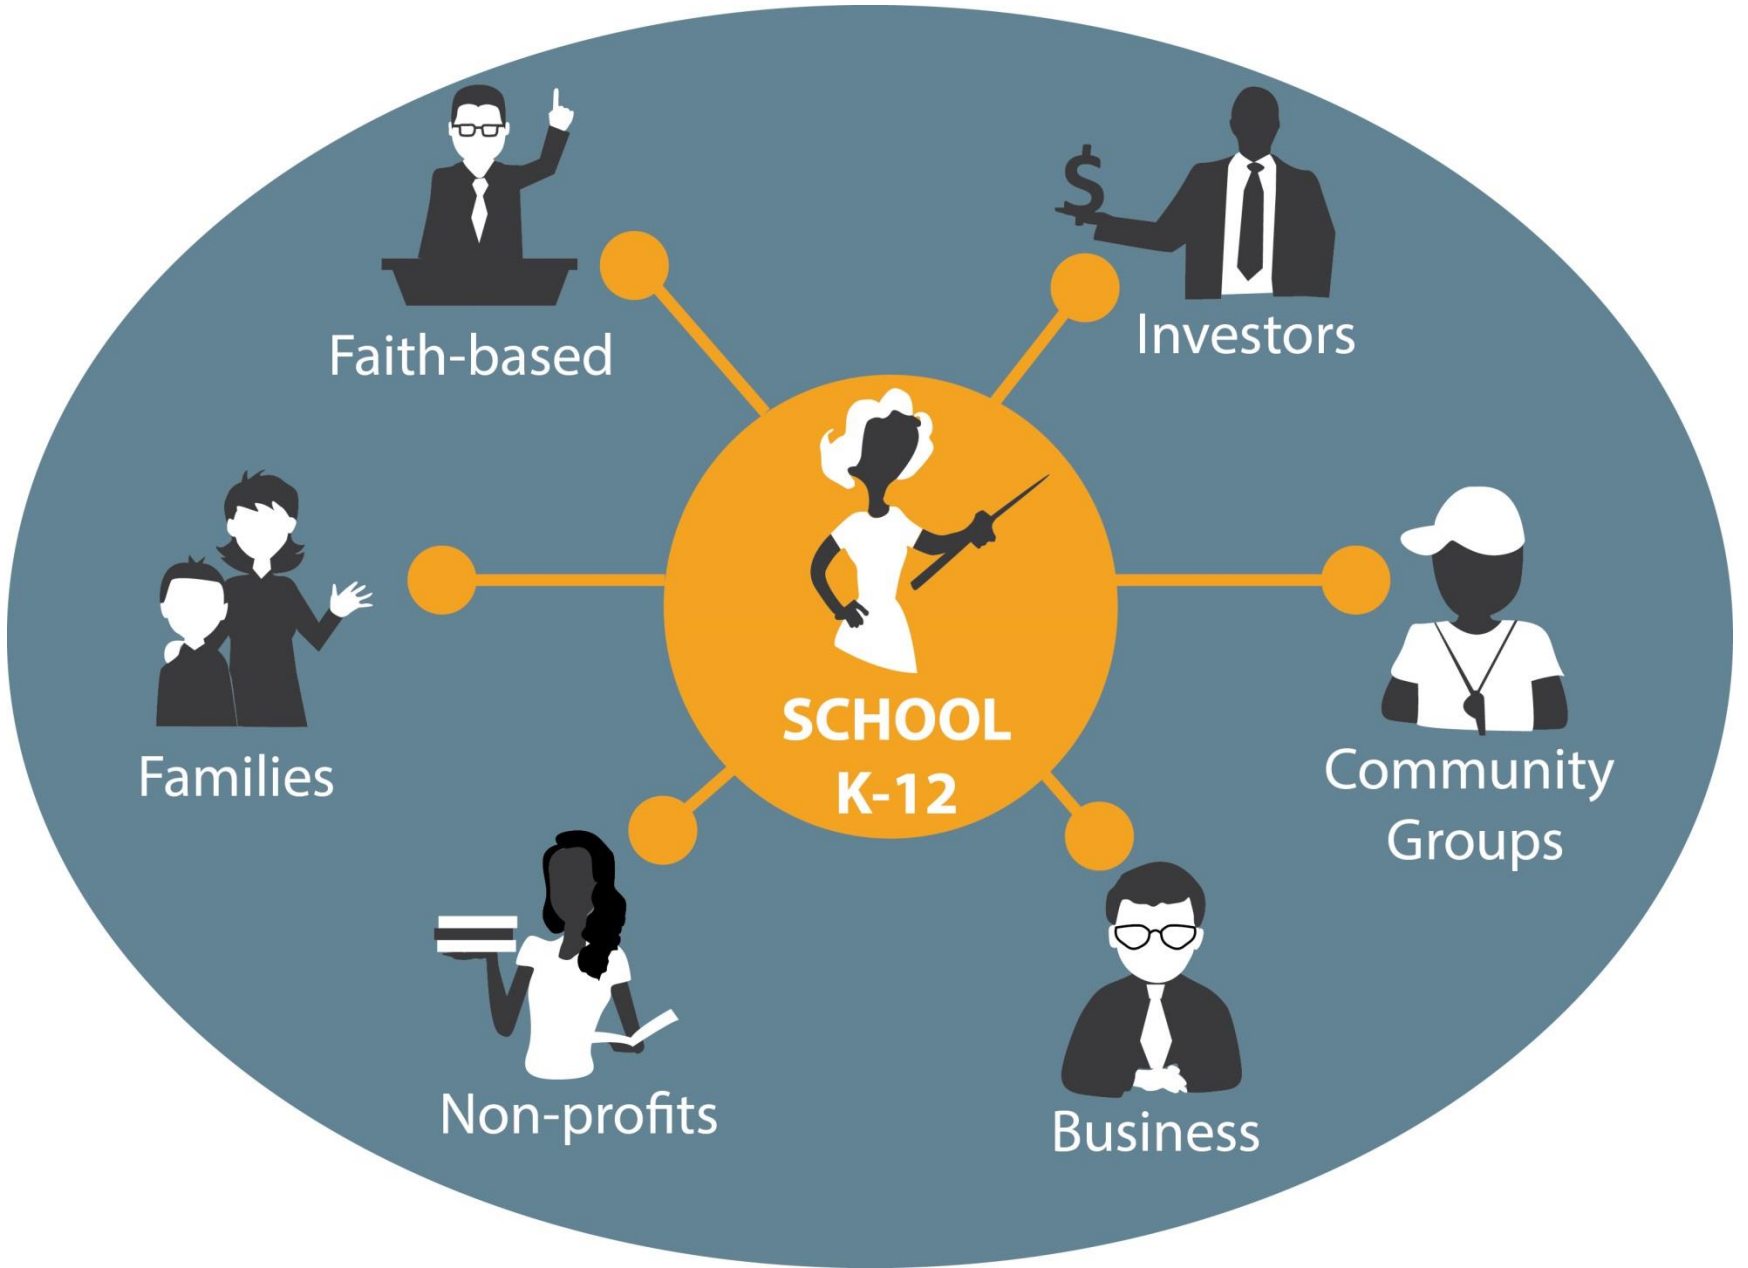 Faith-based
Investors
Families
SCHOOL
K-12
Community
Groups
Non-profits
Business
$